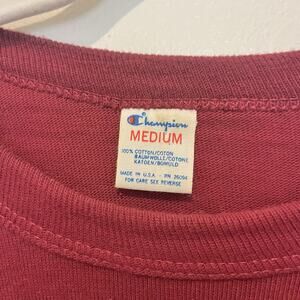 Champion
MEDIUM
100% COTTON/COTON
BAUMWOLLE/COTONE
KATOEN/BOMULD
MADE IN U.S.A. RN 26094
FOR CARE SEE REVERSE